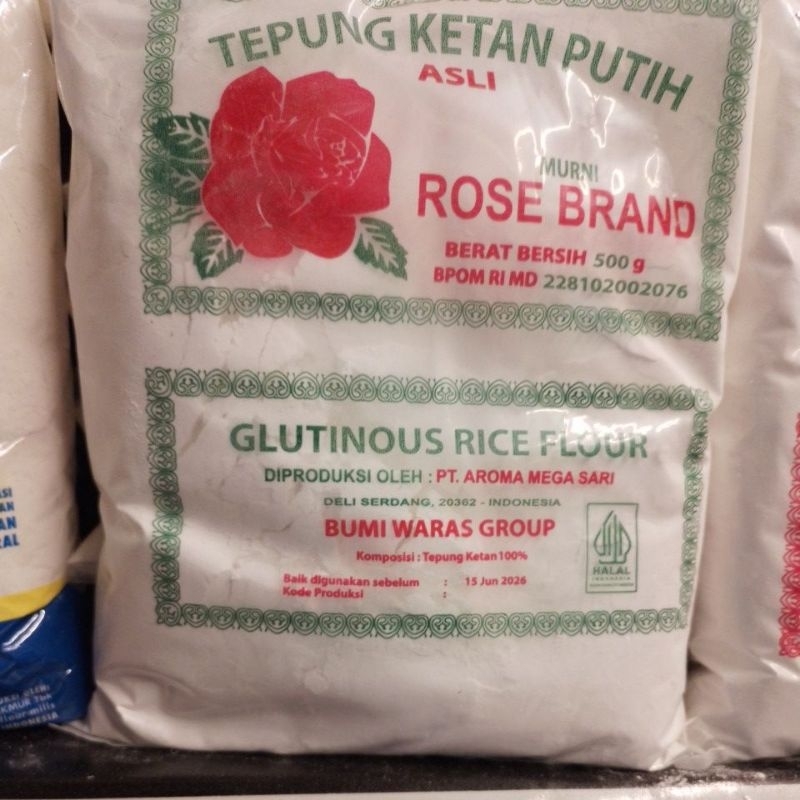 TEPUNG KETAN PUTIH
ASLI
MURNI
ROSE BRAND
BERAT BERSIH 500 g
BPOM RI MD 228102002076
GLUTINOUS RICE FLOUR
DIPRODUKSI OLEH : PT. AROMA MEGA SARI
DELI SERDANG, 20362 - INDONESIA
BUMI WARAS GROUP
Komposisi : Tepung Ketan 100%
Baik digunakan sebelum : 15 Jun 2026
Kode Produksi :
HALAL
INDONESIA
INDONESIA